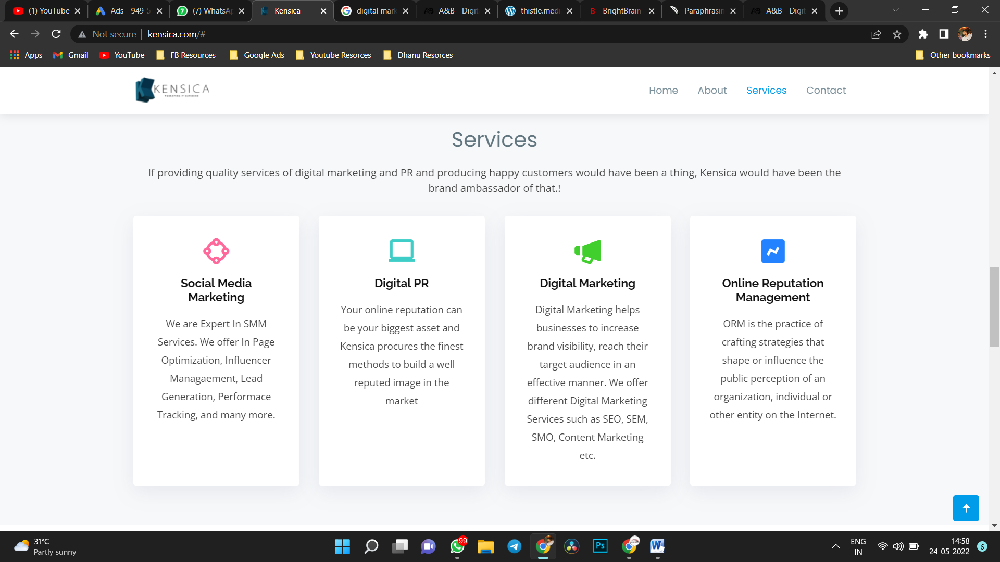 (1) YouTube
Ads - 949-5
(7) WhatsAp
Kensica
digital mark
A&B - Digit
thistle.medi
BrightBrain
Paraphrasin
A&B - Digit
Not secure
kensica.com/#
Apps
Gmail
YouTube
FB Resources
Google Ads
Youtube Resorces
Dhanu Resorces
Other bookmarks
KENSICA
Home
About
Services
Contact
Services
If providing quality services of digital marketing and PR and producing happy customers would have been a thing, Kensica would have been the
brand ambassador of that.!
Social Media
Marketing
We are Expert In SMM
Services. We offer In Page
Optimization, Influencer
Managaement, Lead
Generation, Performace
Tracking, and many more.
Digital PR
Your online reputation can
be your biggest asset and
Kensica procures the finest
methods to build a well
reputed image in the
market
Digital Marketing
Digital Marketing helps
businesses to increase
brand visibility, reach their
target audience in an
effective manner. We offer
different Digital Marketing
Services such as SEO, SEM,
SMO, Content Marketing
etc.
Online Reputation
Management
ORM is the practice of
crafting strategies that
shape or influence the
public perception of an
organization, individual or
other entity on the Internet.
31°C
Partly sunny
99
Ps
W
ENG
IN
14:58
24-05-2022
6